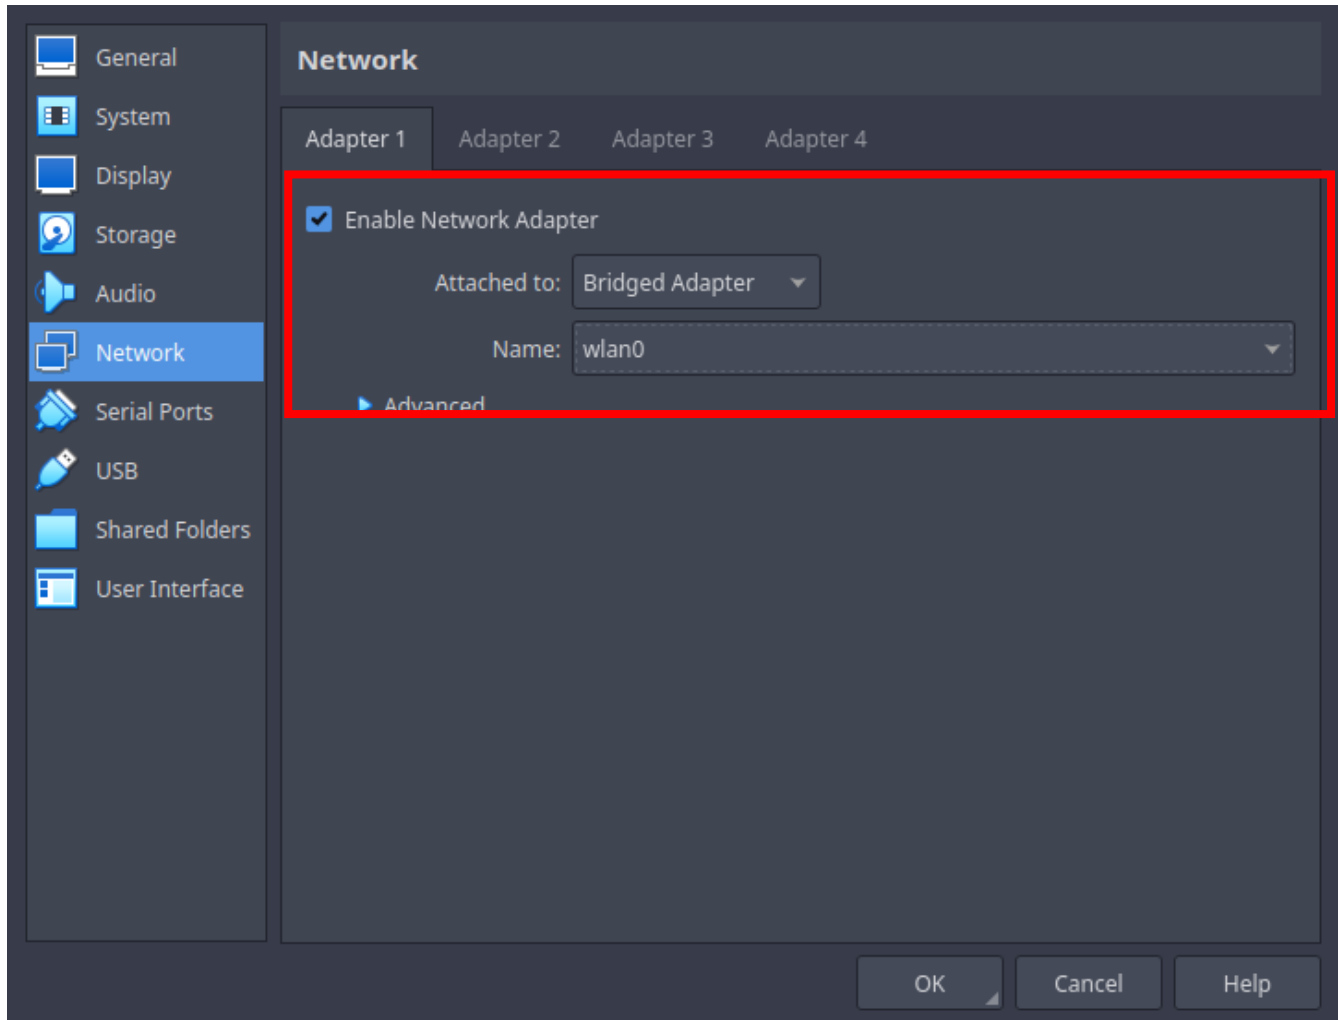 General
System
Display
Storage
Audio
Network
Serial Ports
USB
Shared Folders
User Interface
Network
Adapter 1 Adapter 2 Adapter 3 Adapter 4
Enable Network Adapter
Attached to: Bridged Adapter
Name: wlan0
Advanced
OK Cancel Help